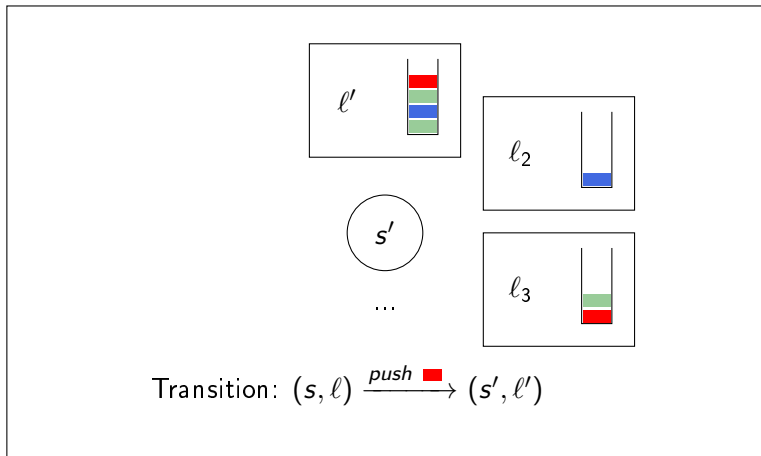 ℓ′
ℓ₂
s′
ℓ₃
...
Transition: (s, ℓ) push → (s′, ℓ′)